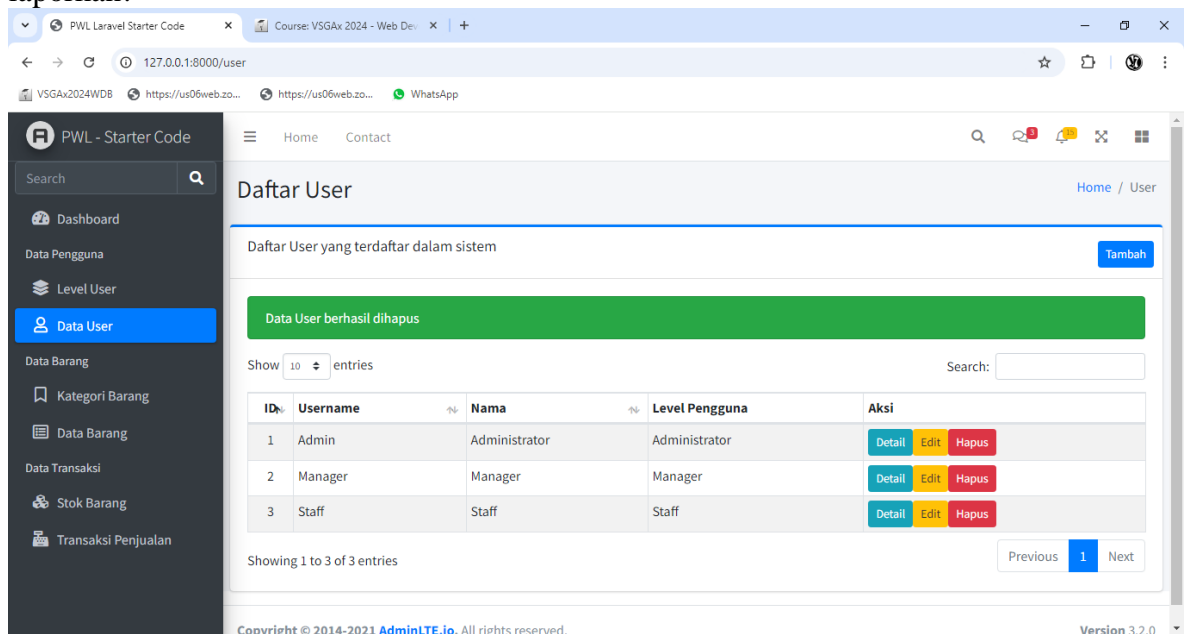 laporkan.
PWL Laravel Starter Code
Course: VSGAx 2024 - Web Dev
127.0.0.1:8000/user
VSGAx2024WDB https://us06web.zo... https://us06web.zo... WhatsApp
PWL - Starter Code
Home Contact
3 15
Search
Daftar User
Home / User
Dashboard
Data Pengguna
Level User
Data User
Data Barang
Kategori Barang
Data Barang
Data Transaksi
Stok Barang
Transaksi Penjualan
Daftar User yang terdaftar dalam sistem
Tambah
Data User berhasil dihapus
Show 10 entries
Search:
ID Username Nama Level Pengguna Aksi
1 Admin Administrator Administrator Detail Edit Hapus
2 Manager Manager Manager Detail Edit Hapus
3 Staff Staff Staff Detail Edit Hapus
Showing 1 to 3 of 3 entries
Previous 1 Next
Copyright © 2014-2021 AdminLTE.io. All rights reserved.
Version 3.2.0